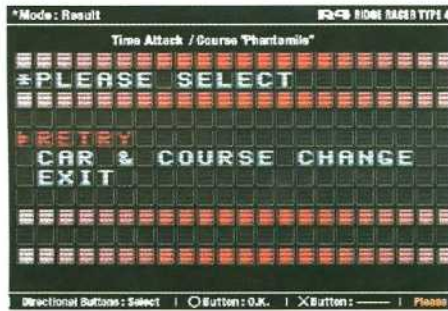 *Mode : Result R4 RIDGE RACER TYPE 4
Time Attack / Course "Phantomile"
*PLEASE SELECT
RETRY
CAR & COURSE CHANGE
EXIT
Directional Buttons : Select | ○Button : O.K. | ✕Button : ——— | Please